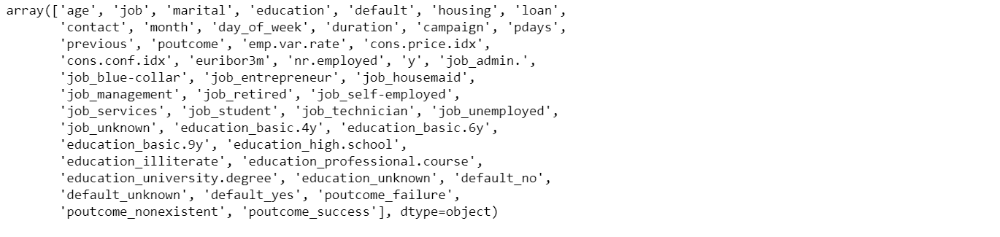 array(['age', 'job', 'marital', 'education', 'default', 'housing', 'loan',
'contact', 'month', 'day_of_week', 'duration', 'campaign', 'pdays',
'previous', 'poutcome', 'emp.var.rate', 'cons.price.idx',
'cons.conf.idx', 'euribor3m', 'nr.employed', 'y', 'job_admin.',
'job_blue-collar', 'job_entrepreneur', 'job_housemaid',
'job_management', 'job_retired', 'job_self-employed',
'job_services', 'job_student', 'job_technician', 'job_unemployed',
'job_unknown', 'education_basic.4y', 'education_basic.6y',
'education_basic.9y', 'education_high.school',
'education_illiterate', 'education_professional.course',
'education_university.degree', 'education_unknown', 'default_no',
'default_unknown', 'default_yes', 'poutcome_failure',
'poutcome_nonexistent', 'poutcome_success'], dtype=object)